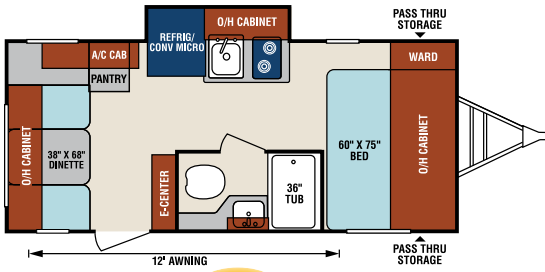 PASS THRU
STORAGE
O/H CABINET
REFRIG/
CONV MICRO
A/C CAB
WARD
PANTRY
O/H CABINET
38" X 68"
DINETTE
60" X 75"
BED
O/H CABINET
E-CENTER
36"
TUB
12' AWNING
PASS THRU
STORAGE